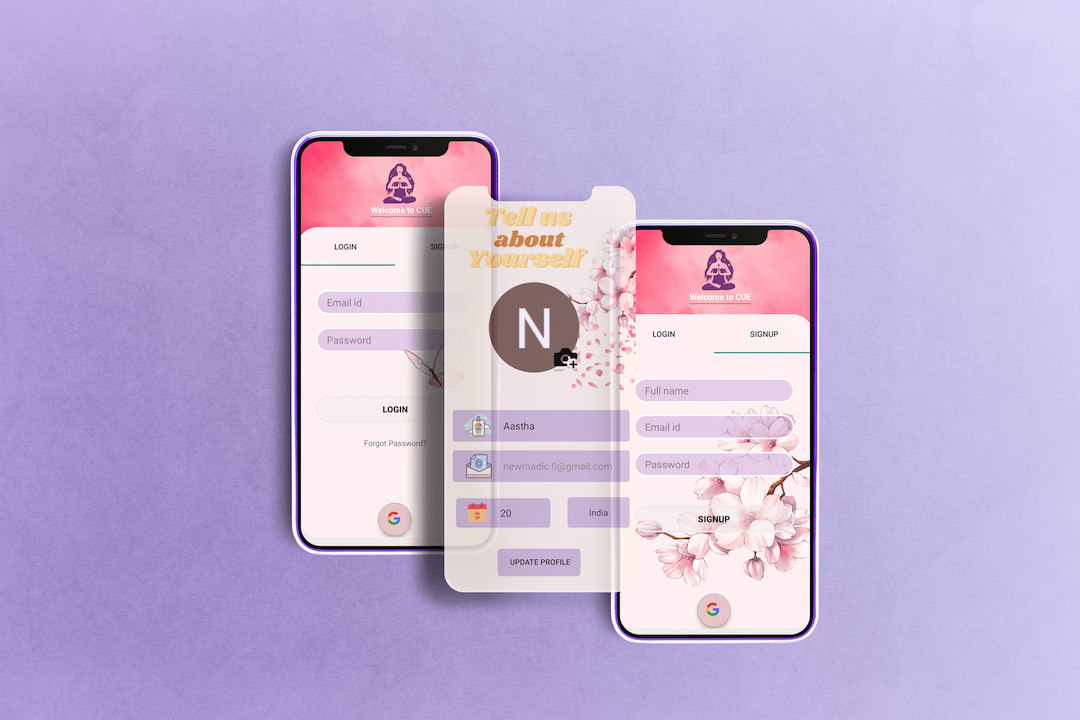 Welcome to CUE
LOGIN
SIGNUP
Email id
Password
LOGIN
Forgot Password?
G
Tell us
about
Yourself
N
Aastha
newmadic.0@gmail.com
20
India
UPDATE PROFILE
Welcome to CUE
LOGIN
SIGNUP
Full name
Email id
Password
SIGNUP
G